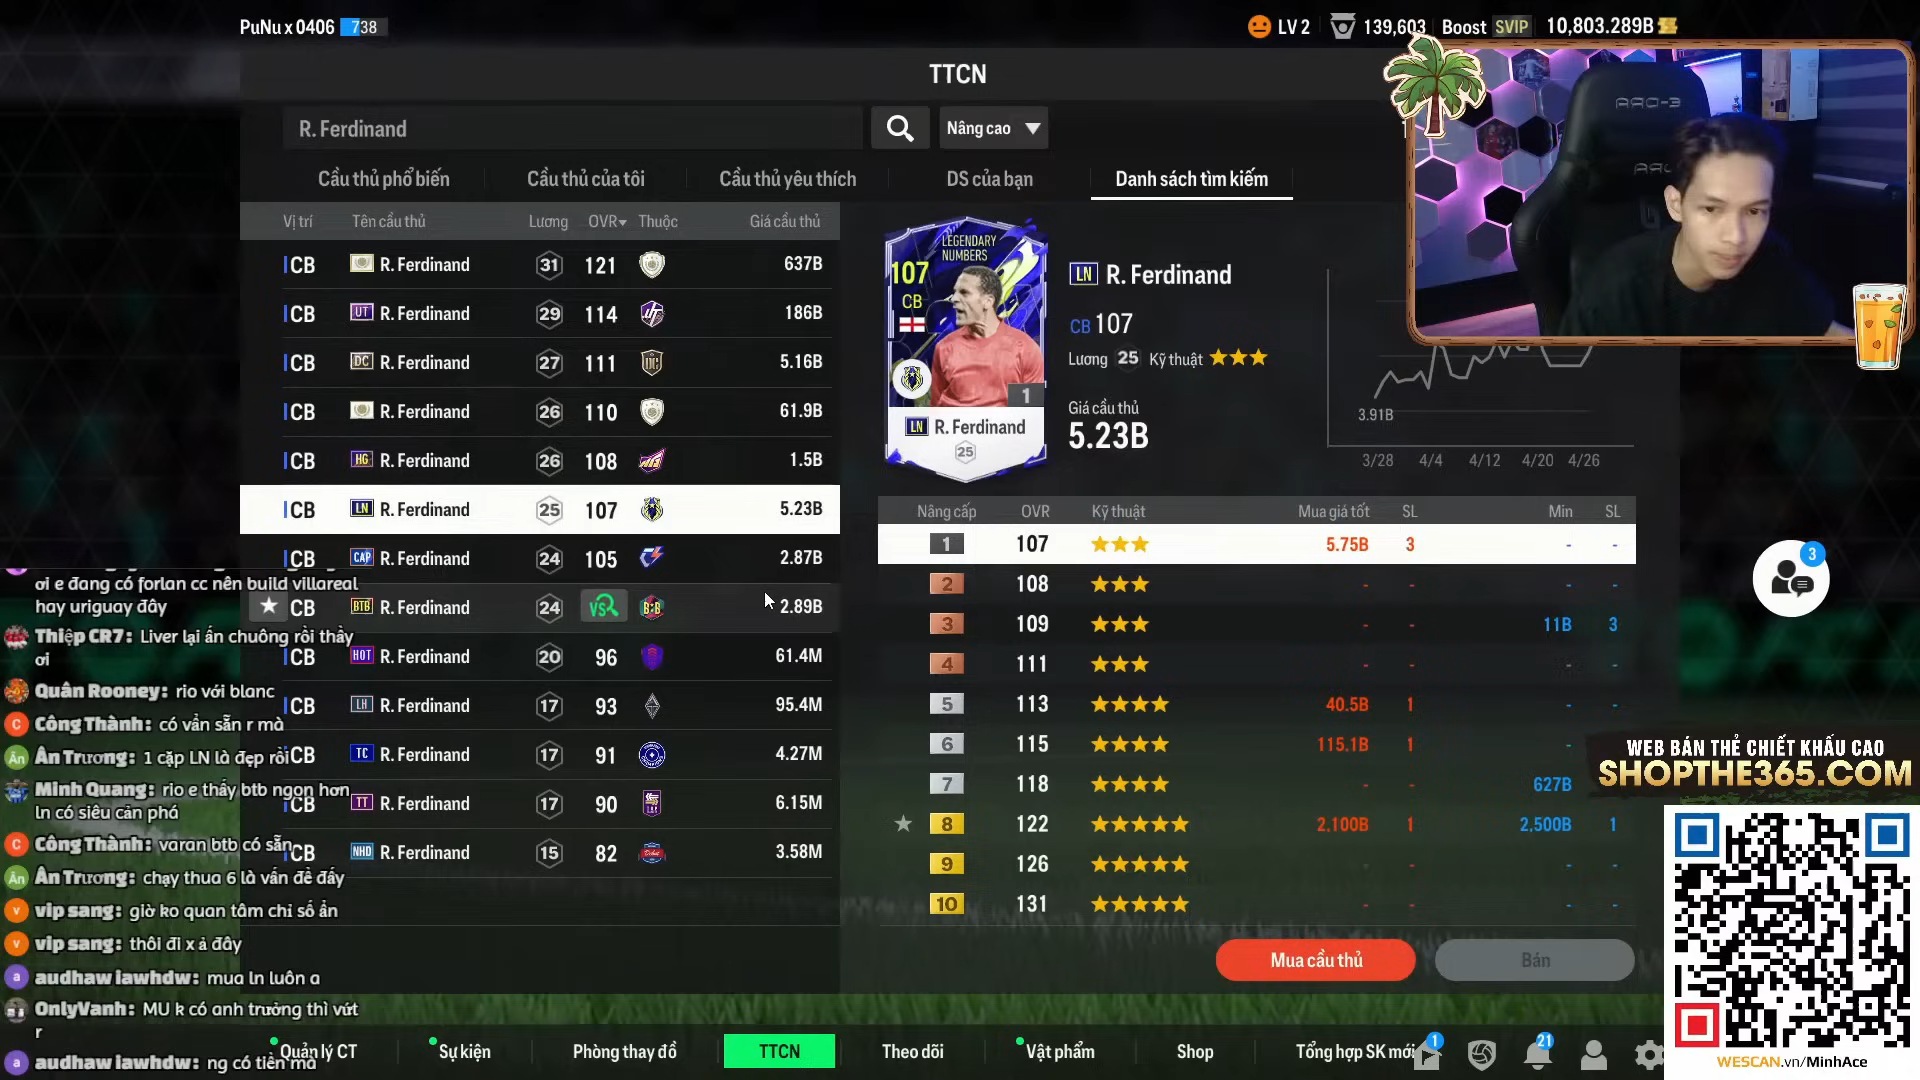 PuNu x 0406 738
LV 2 139,603 Boost SVIP 10,803.289B
TTCN
R. Ferdinand Nâng cao
Cầu thủ phổ biến Cầu thủ của tôi Cầu thủ yêu thích DS của bạn Danh sách tìm kiếm
Vị trí Tên cầu thủ Lương OVR Thuộc Giá cầu thủ
CB R. Ferdinand 31 121 637B
CB UT R. Ferdinand 29 114 186B
CB DC R. Ferdinand 27 111 5.16B
CB R. Ferdinand 26 110 61.9B
CB HG R. Ferdinand 26 108 1.5B
CB LN R. Ferdinand 25 107 5.23B
CB CAP R. Ferdinand 24 105 2.87B
CB BTB R. Ferdinand 24 VS 2.89B
CB HOT R. Ferdinand 20 96 61.4M
CB LH R. Ferdinand 17 93 95.4M
CB TC R. Ferdinand 17 91 4.27M
CB TT R. Ferdinand 17 90 6.15M
CB NHD R. Ferdinand 15 82 3.58M
LEGENDARY
NUMBERS
107
CB
1
LN R. Ferdinand
25
LN R. Ferdinand
CB 107
Lương 25 Kỹ thuật
Giá cầu thủ
5.23B
3.91B
3/28 4/4 4/12 4/20 4/26
Nâng cấp OVR Kỹ thuật Mua giá tốt SL Min SL
1 107 5.75B 3 - -
2 108 - - - -
3 109 - - 11B 3
4 111 - - - -
5 113 40.5B 1 - -
6 115 115.1B 1 -
7 118 - - 627B
8 122 2,100B 1 2,500B 1
9 126 - - - -
10 131 - - - -
Mua cầu thủ Bán
3
ơi e đang có forlan cc nên build villareal
hay uriguay đây
Thiệp CR7: Liver lại ấn chuông rồi thầy
ơi
Quân Rooney: rio với blanc
Công Thành: có vẩn sẵn r mà
Ân Trương: 1 cặp LN là đẹp rồi
Minh Quang: rio e thấy btb ngon hơn
ln có siêu cản phá
Công Thành: varan btb có sẵn
Ân Trương: chạy thua 6 là vấn đề đấy
vip sang: giờ ko quan tâm chỉ số ẩn
vip sang: thôi đi x ả đây
audhaw iawhdw: mua ln luôn a
OnlyVanh: MU k có anh trưởng thì vứt
r
audhaw iawhdw: ng có tiền mà
WEB BÁN THẺ CHIẾT KHẤU CAO
SHOPTHE365.COM
WESCAN.vn/MinhAce
Quản lý CT Sự kiện Phòng thay đồ TTCN Theo dõi Vật phẩm Shop Tổng hợp SK mới 1 21